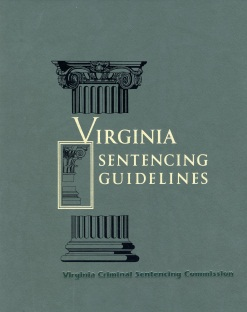 VIRGINIA
SENTENCING
GUIDELINES
Virginia Criminal Sentencing Commission